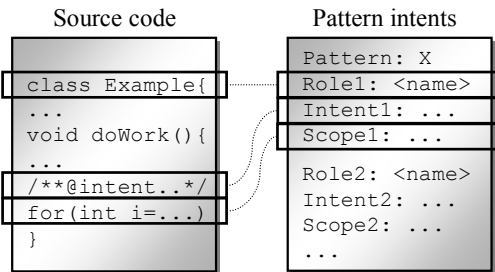 Source code
class Example{
...
void doWork(){
...
/**@intent..*/
for(int i=...)
}
Pattern intents
Pattern: X
Role1: <name>
Intent1: ...
Scope1: ...
Role2: <name>
Intent2: ...
Scope2: ...
...